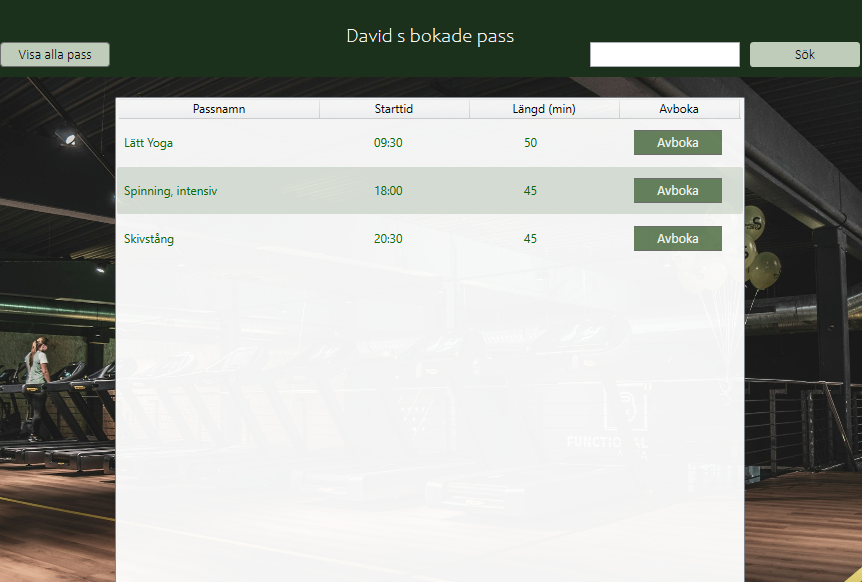 David s bokade pass
Visa alla pass
Sök
Passnamn Starttid Längd (min) Avboka
Lätt Yoga 09:30 50 Avboka
Spinning, intensiv 18:00 45 Avboka
Skivstång 20:30 45 Avboka
FUNCTIONAL